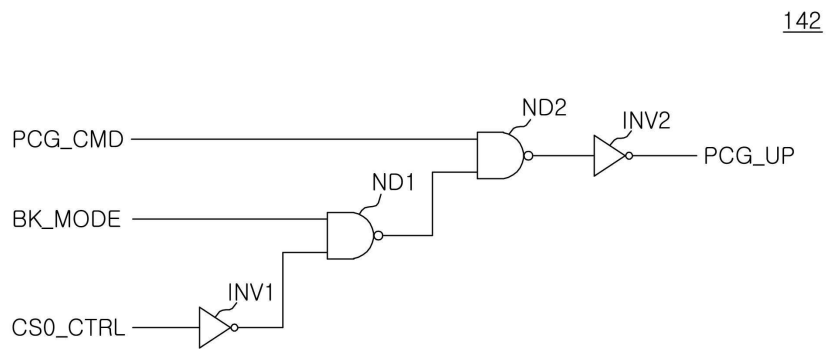 142
ND2
INV2
PCG_CMD
PCG_UP
ND1
BK_MODE
INV1
CS0_CTRL